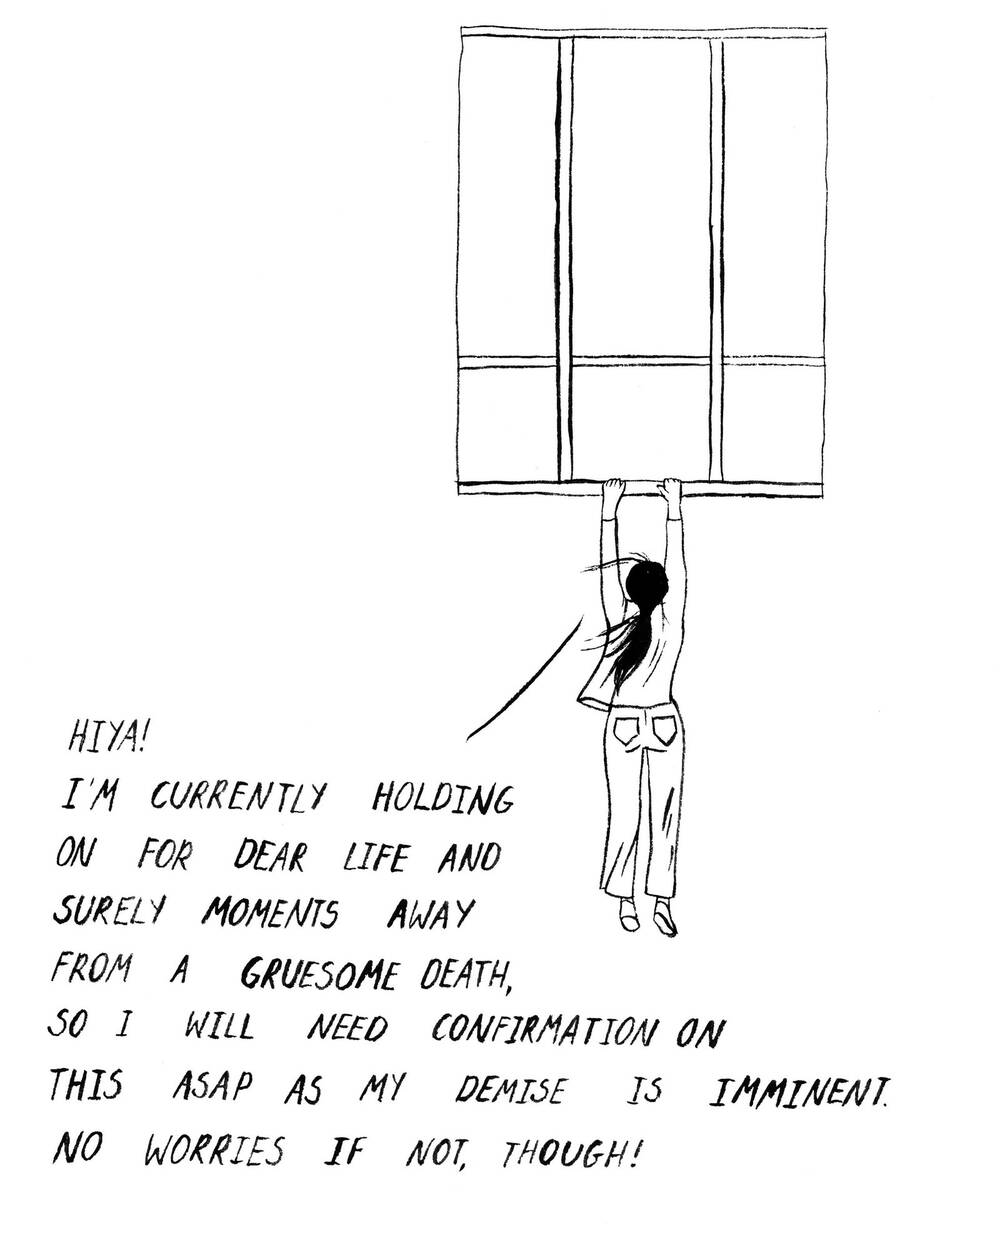 HIYA!
I'M CURRENTLY HOLDING
ON FOR DEAR LIFE AND
SURELY MOMENTS AWAY
FROM A GRUESOME DEATH,
SO I WILL NEED CONFIRMATION ON
THIS ASAP AS MY DEMISE IS IMMINENT.
NO WORRIES IF NOT, THOUGH!